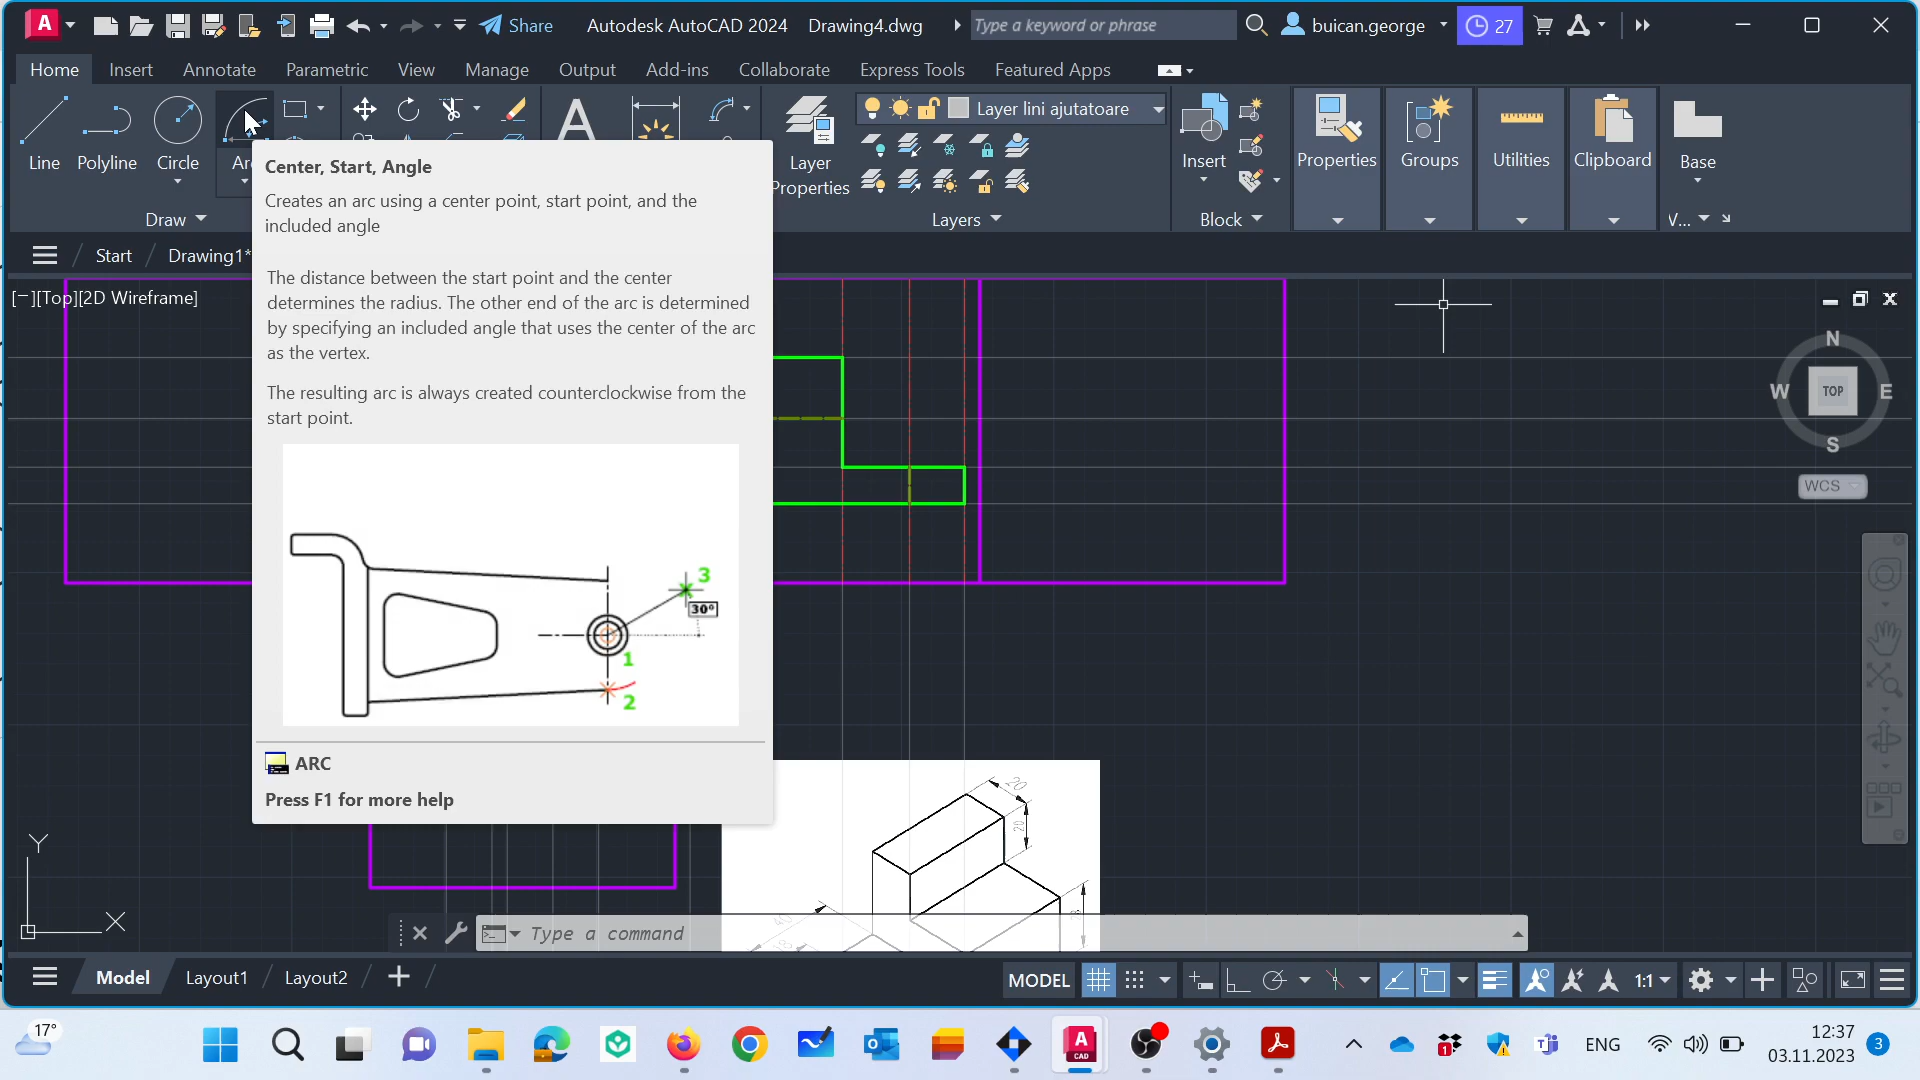 Share
Autodesk AutoCAD 2024
Drawing4.dwg
Type a keyword or phrase
buican.george
27
Home
Insert
Annotate
Parametric
View
Manage
Output
Add-ins
Collaborate
Express Tools
Featured Apps
Layer lini ajutatoare
Line
Polyline
Circle
Layer
Properties
Insert
Properties
Groups
Utilities
Clipboard
Base
Draw
Layers
Block
V...
Start
Drawing1*
[−][Top][2D Wireframe]
Center, Start, Angle
Creates an arc using a center point, start point, and the
included angle
The distance between the start point and the center
determines the radius. The other end of the arc is determined
by specifying an included angle that uses the center of the arc
as the vertex.
The resulting arc is always created counterclockwise from the
start point.
3
30°
1
2
ARC
Press F1 for more help
N
W
TOP
E
S
WCS
20
20
40
18
Y
X
Type a command
Model
Layout1
Layout2
MODEL
1:1
17°
A
CAD
1
ENG
12:37
03.11.2023
3